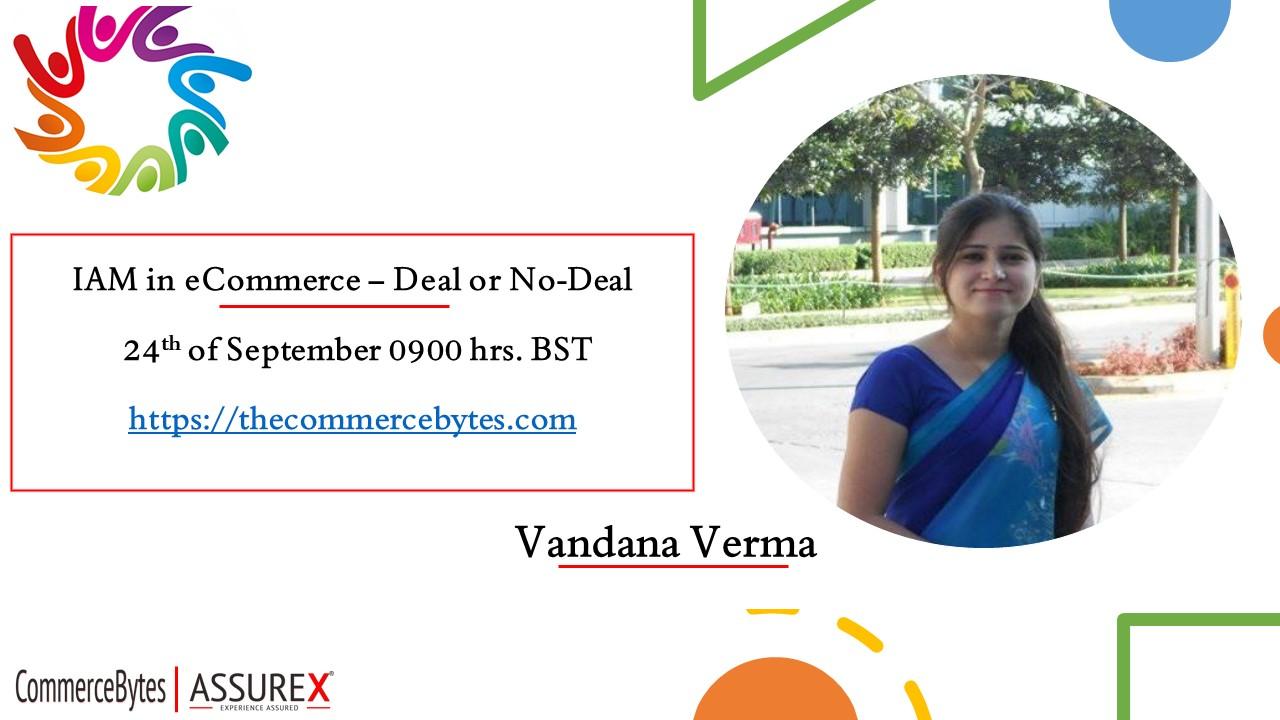 IAM in eCommerce – Deal or No-Deal
24th of September 0900 hrs. BST
https://thecommercebytes.com
Vandana Verma
CommerceBytes | ASSUREX®
EXPERIENCE ASSURED